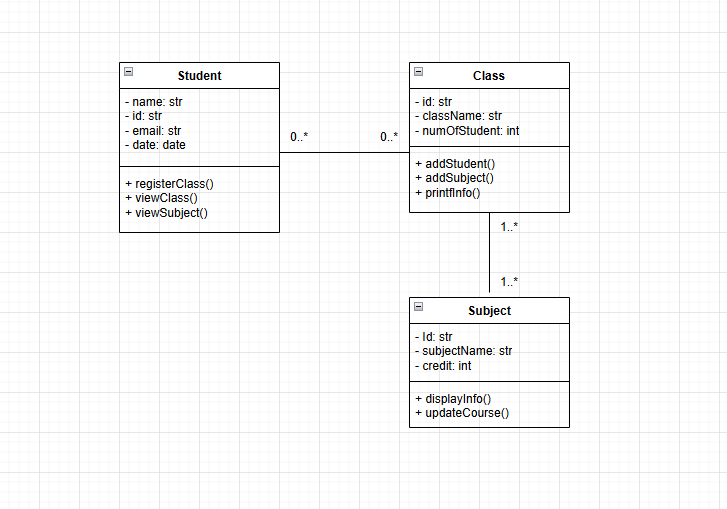 Student
- name: str
- id: str
- email: str
- date: date
+ registerClass()
+ viewClass()
+ viewSubject()
0..*
0..*
Class
- id: str
- className: str
- numOfStudent: int
+ addStudent()
+ addSubject()
+ printfInfo()
1..*
1..*
Subject
- Id: str
- subjectName: str
- credit: int
+ displayInfo()
+ updateCourse()